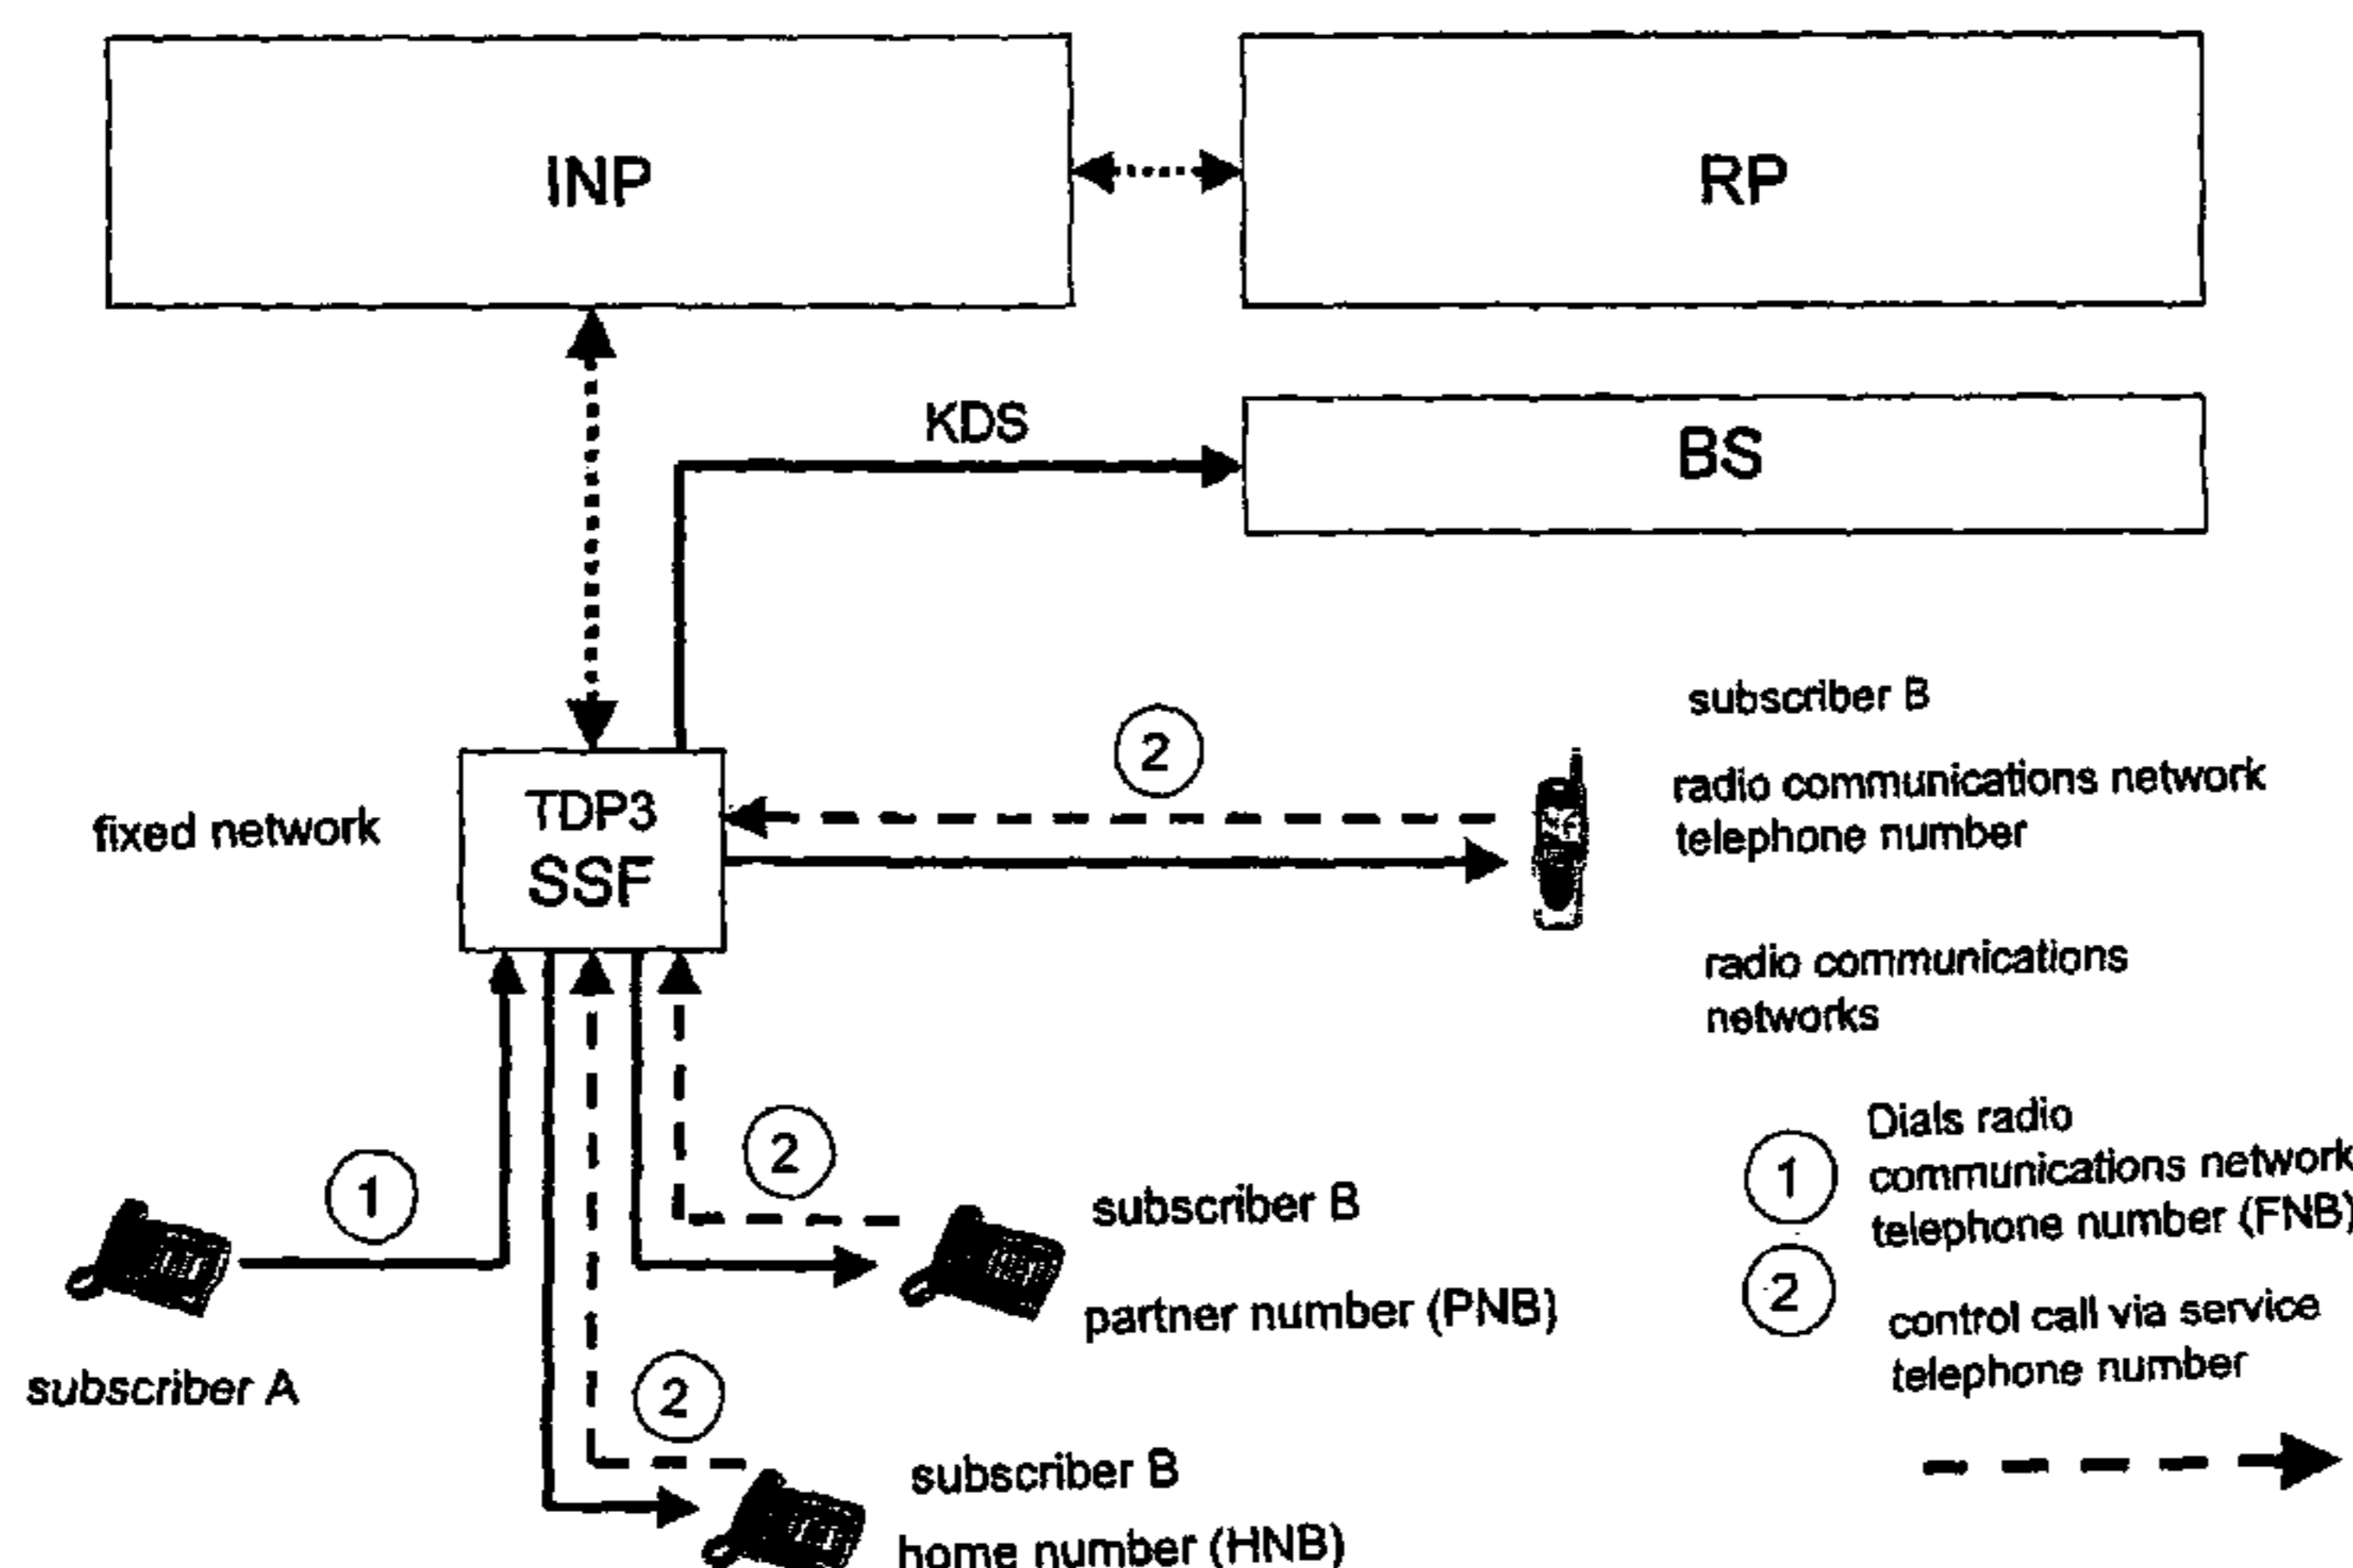 INP
RP
KDS
BS
fixed network
TDP3
SSF
2
subscriber B
radio communications network
telephone number
radio communications
networks
1
subscriber A
2
subscriber B
partner number (PNB)
2
subscriber B
home number (HNB)
1
Dials radio
communications network
telephone number (FNB)
2
control call via service
telephone number